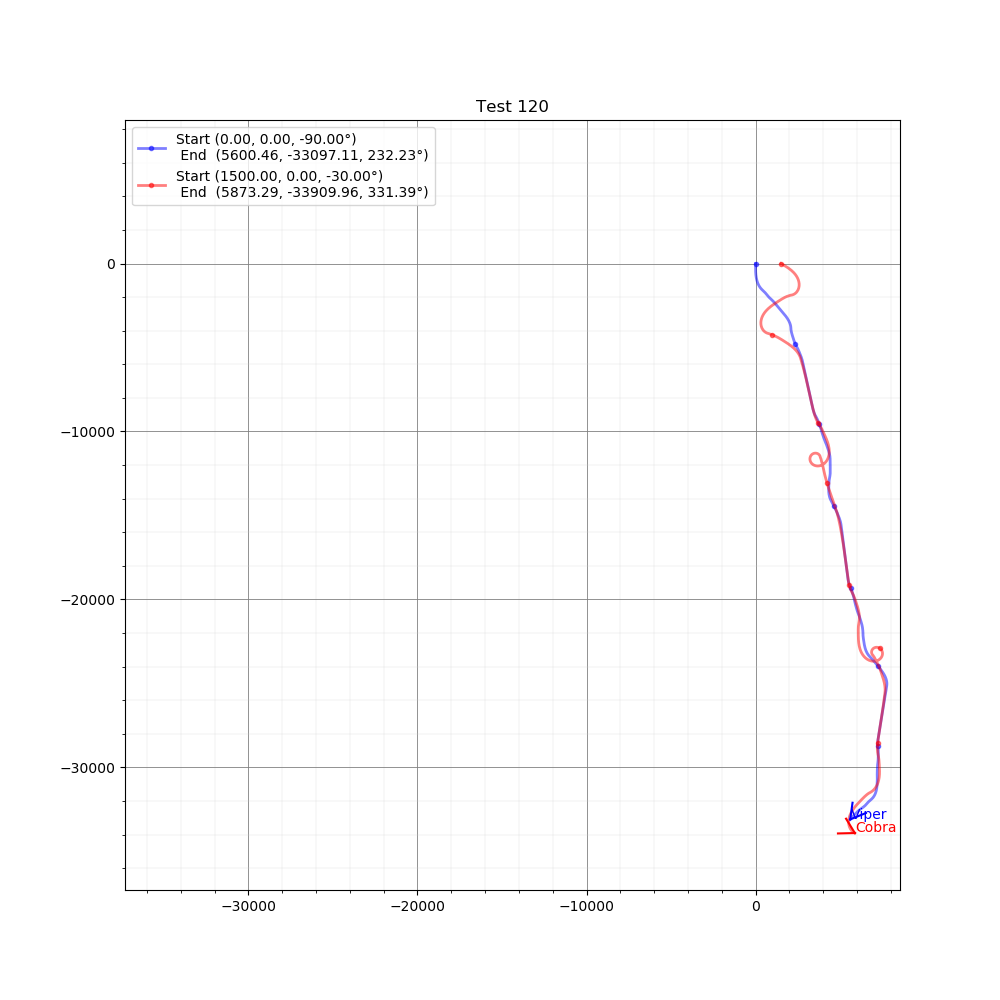 Test 120
Start (0.00, 0.00, -90.00°)
End (5600.46, -33097.11, 232.23°)
Start (1500.00, 0.00, -30.00°)
End (5873.29, -33909.96, 331.39°)
0
−10000
−20000
−30000
Viper
Cobra
−30000
−20000
−10000
0